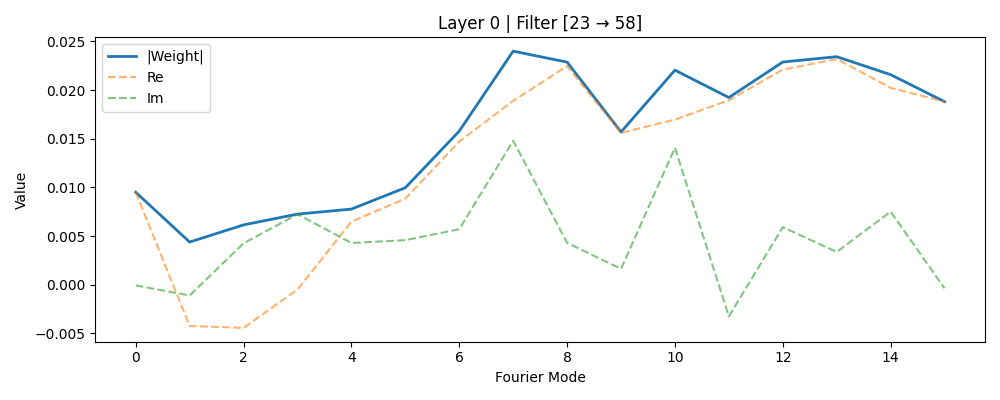 Layer 0 | Filter [23 → 58]
|Weight|
Re
Im
Value
0.025
0.020
0.015
0.010
0.005
0.000
−0.005
0 2 4 6 8 10 12 14
Fourier Mode